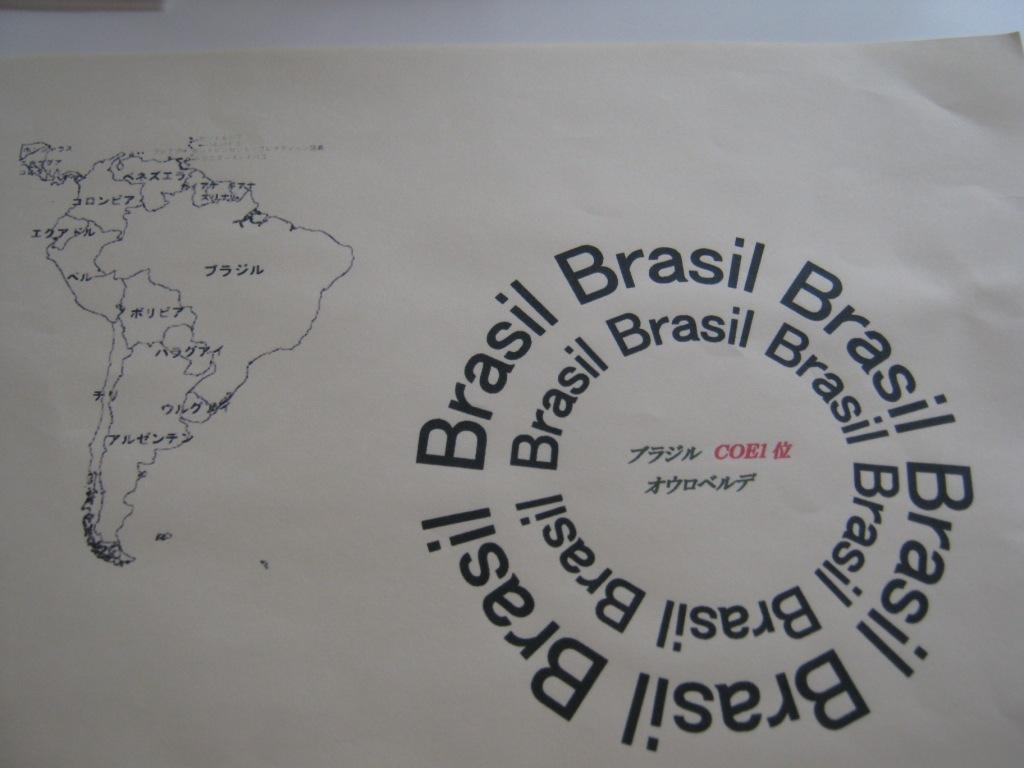 ベネズエラ
コロンビア
エクアドル
ペルー
ブラジル
ボリビア
パラグアイ
チリ
ウルグアイ
アルゼンチン
Brasil Brasil Brasil Brasil Brasil Brasil
Brasil Brasil Brasil Brasil Brasil Brasil
ブラジル COE1位
オウロベルデ